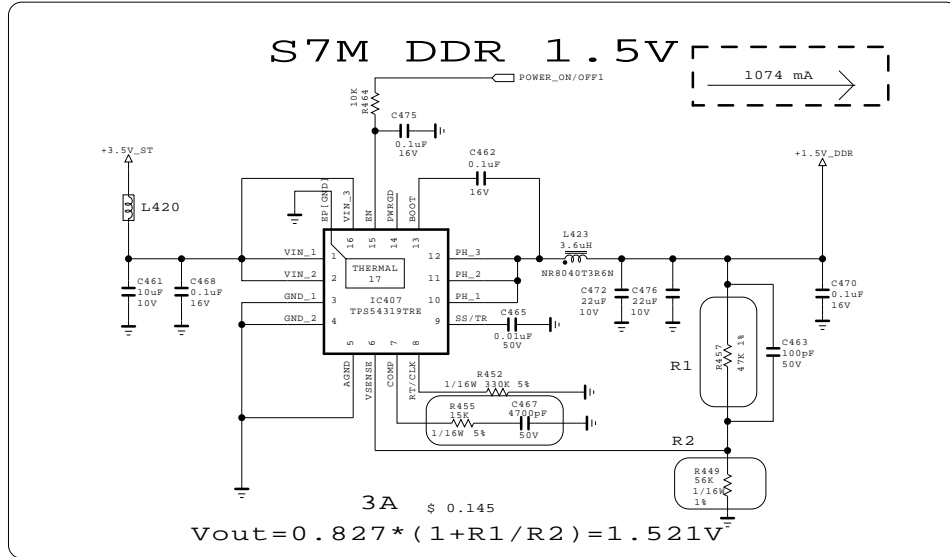 S7M DDR 1.5V
1074 mA
POWER_ON/OFF1
10K
R464
C475
0.1uF
16V
+3.5V_ST
C462
0.1uF
16V
+1.5V_DDR
L420
EP[GND]
VIN_3
EN
PWRGD
BOOT
16
15
14
13
L423
3.6uH
NR8040T3R6N
VIN_1
1
THERMAL
17
12
PH_3
VIN_2
2
11
PH_2
C461
10uF
10V
C468
0.1uF
16V
GND_1
3
IC407
TPS54319TRE
10
PH_1
C472
22uF
10V
C476
22uF
10V
C470
0.1uF
16V
GND_2
4
9
SS/TR
C465
0.01uF
50V
5
6
7
8
AGND
VSENSE
COMP
RT/CLK
R1
R457
47K 1%
C463
100pF
50V
R452
1/16W 330K 5%
R455
15K
1/16W 5%
C467
4700pF
50V
R2
R449
56K
1/16W
1%
3A
$ 0.145
Vout=0.827*(1+R1/R2)=1.521V